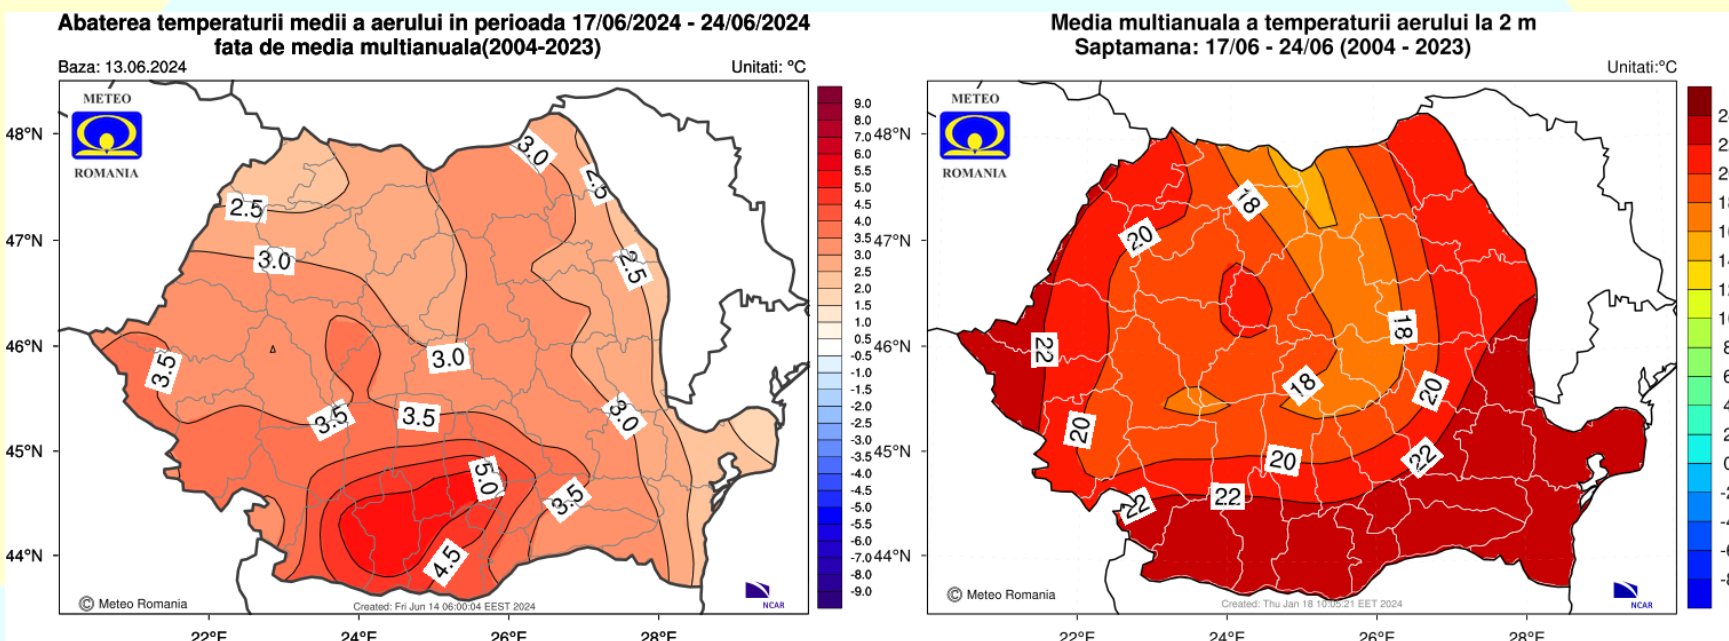 Abaterea temperaturii medii a aerului in perioada 17/06/2024 - 24/06/2024
fata de media multianuala(2004-2023)
Baza: 13.06.2024
Unitati: °C
METEO
ROMANIA
48°N
47°N
46°N
45°N
44°N
22°E
24°E
26°E
28°E
3.0
2.5
2.5
3.0
2.5
3.5
3.0
3.5
3.5
3.0
5.0
3.5
4.5
9.0
8.0
7.0
6.0
5.5
5.0
4.5
4.0
3.5
3.0
2.5
2.0
1.5
1.0
0.5
-0.5
-1.0
-1.5
-2.0
-2.5
-3.0
-3.5
-4.0
-4.5
-5.0
-5.5
-6.0
-7.0
-8.0
-9.0
© Meteo Romania
Created: Fri Jun 14 06:00:04 EEST 2024
NCAR
Media multianuala a temperaturii aerului la 2 m
Saptamana: 17/06 - 24/06 (2004 - 2023)
Unitati:°C
METEO
ROMANIA
48°N
47°N
46°N
45°N
44°N
22°E
24°E
26°E
28°E
18
20
18
22
18
20
20
20
22
22
22
© Meteo Romania
Created: Thu Jan 18 10:05:21 EET 2024
NCAR